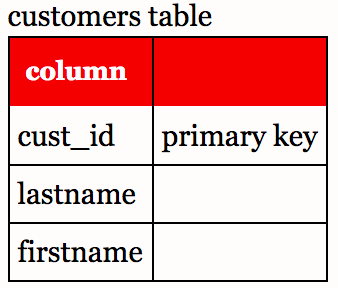 customers table
column
cust_id primary key
lastname
firstname